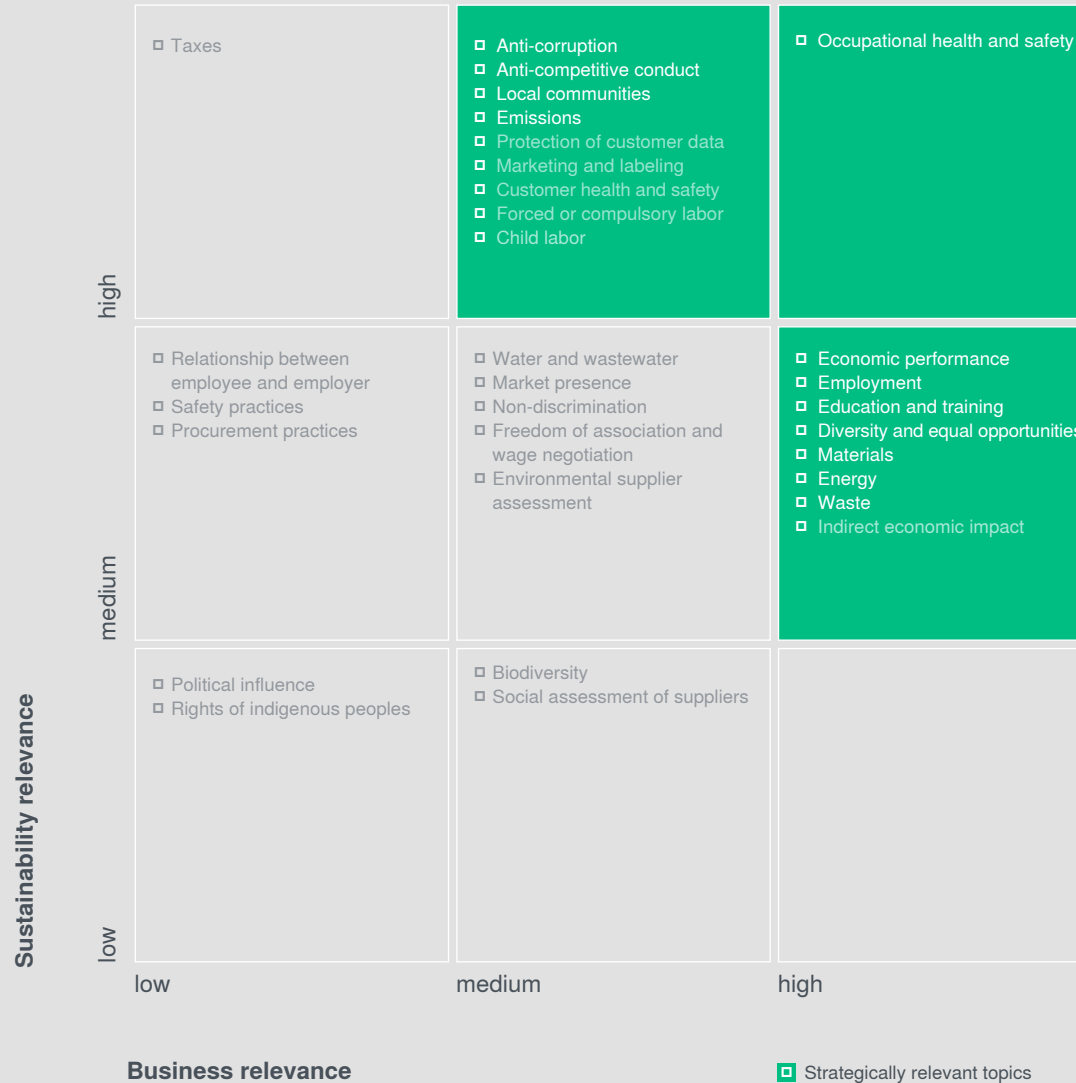 Taxes
Anti-corruption
Anti-competitive conduct
Local communities
Emissions
Protection of customer data
Marketing and labeling
Customer health and safety
Forced or compulsory labor
Child labor
Occupational health and safety
high
Relationship between
employee and employer
Safety practices
Procurement practices
Water and wastewater
Market presence
Non-discrimination
Freedom of association and
wage negotiation
Environmental supplier
assessment
Economic performance
Employment
Education and training
Diversity and equal opportunities
Materials
Energy
Waste
Indirect economic impact
medium
Political influence
Rights of indigenous peoples
Biodiversity
Social assessment of suppliers
low
Sustainability relevance
low
medium
high
Business relevance
Strategically relevant topics